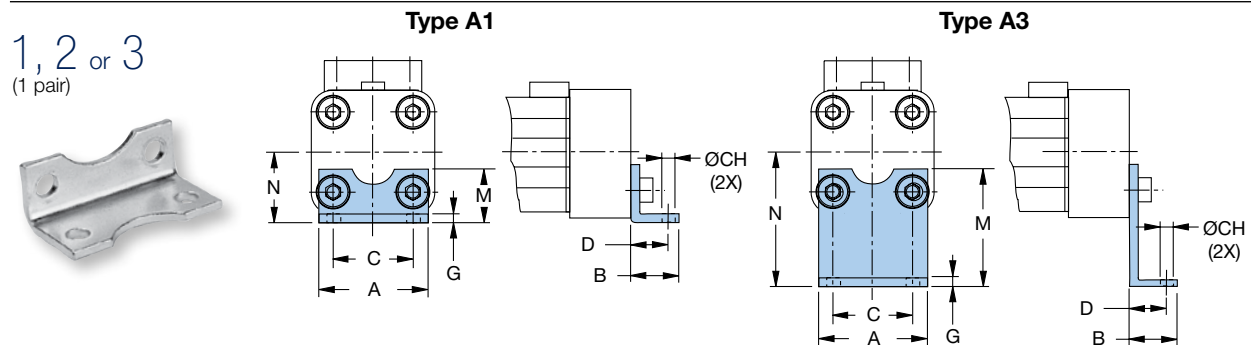 Type A1
Type A3
1, 2 or 3
(1 pair)
N
M
ØCH
(2X)
D
B
C
A
G
N
M
ØCH
(2X)
D
B
C
A
G